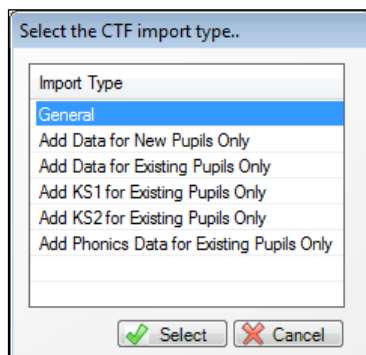 Select the CTF import type..
Import Type
General
Add Data for New Pupils Only
Add Data for Existing Pupils Only
Add KS1 for Existing Pupils Only
Add KS2 for Existing Pupils Only
Add Phonics Data for Existing Pupils Only
Select Cancel